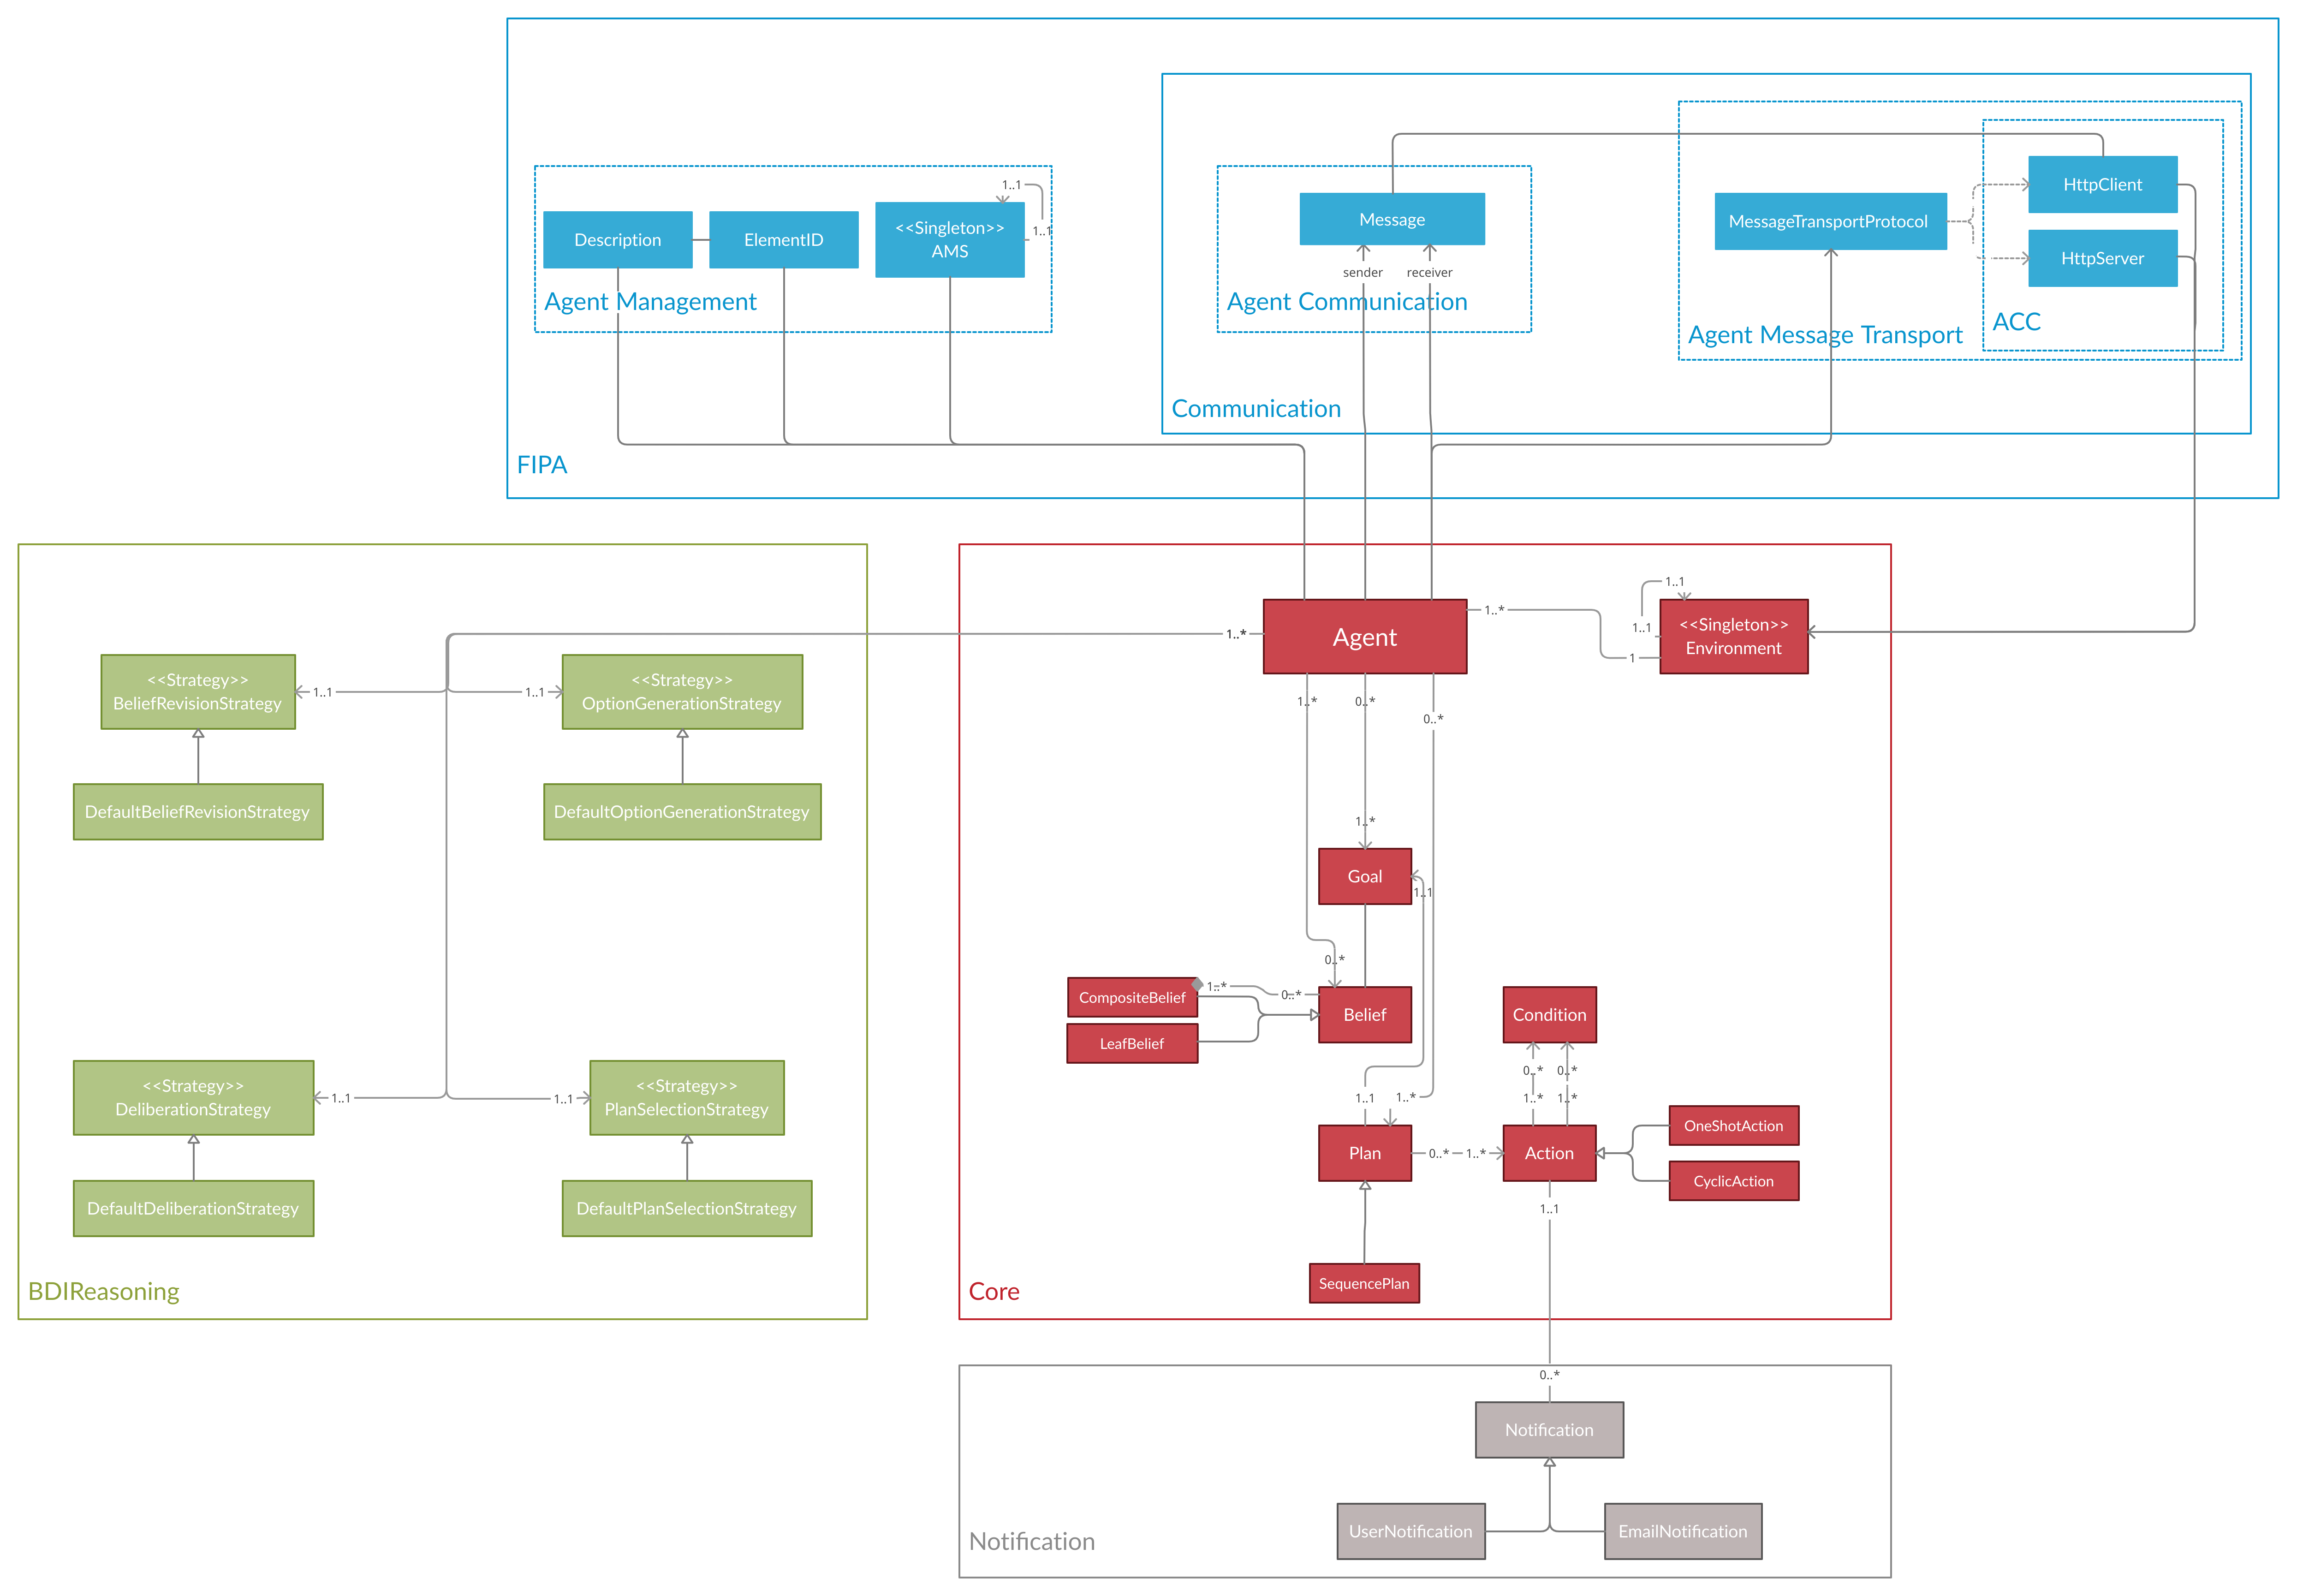 1..1
HttpClient
Message
MessageTransportProtocol
<<Singleton>>
AMS
1..1
Description
ElementID
HttpServer
sender
receiver
Agent Management
Agent Communication
ACC
Agent Message Transport
Communication
FIPA
1..1
1..*
1..1
<<Singleton>>
Environment
1..*
Agent
1
<<Strategy>>
BeliefRevisionStrategy
1..1
1..1
<<Strategy>>
OptionGenerationStrategy
1..*
0..*
0..*
DefaultBeliefRevisionStrategy
DefaultOptionGenerationStrategy
1..*
Goal
1..1
0..*
CompositeBelief
1..*
0..*
Belief
Condition
LeafBelief
0..*
0..*
<<Strategy>>
DeliberationStrategy
1..1
1..1
<<Strategy>>
PlanSelectionStrategy
1..1
1..*
1..*
1..*
OneShotAction
Plan
0..*
1..*
Action
CyclicAction
DefaultDeliberationStrategy
DefaultPlanSelectionStrategy
1..1
SequencePlan
BDIReasoning
Core
0..*
Notification
UserNotification
EmailNotification
Notification